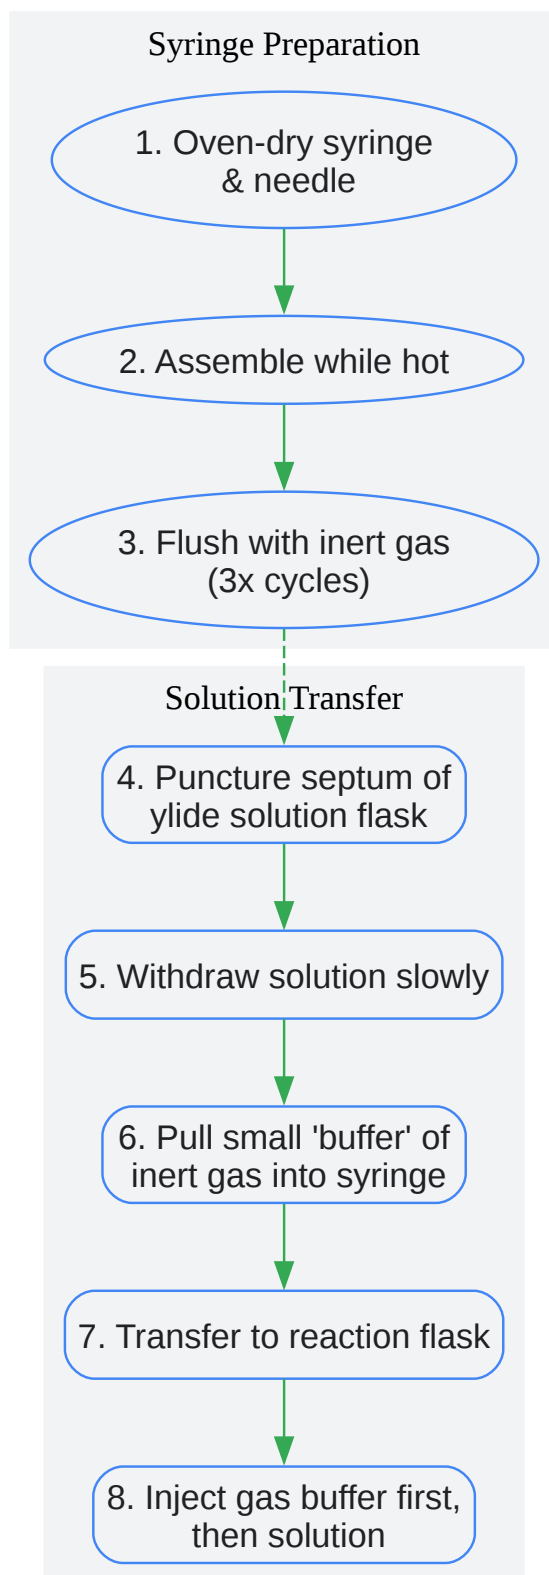 Syringe Preparation
1. Oven-dry syringe
& needle
2. Assemble while hot
3. Flush with inert gas
(3x cycles)
Solution Transfer
4. Puncture septum of
ylide solution flask
5. Withdraw solution slowly
6. Pull small 'buffer' of
inert gas into syringe
7. Transfer to reaction flask
8. Inject gas buffer first,
then solution